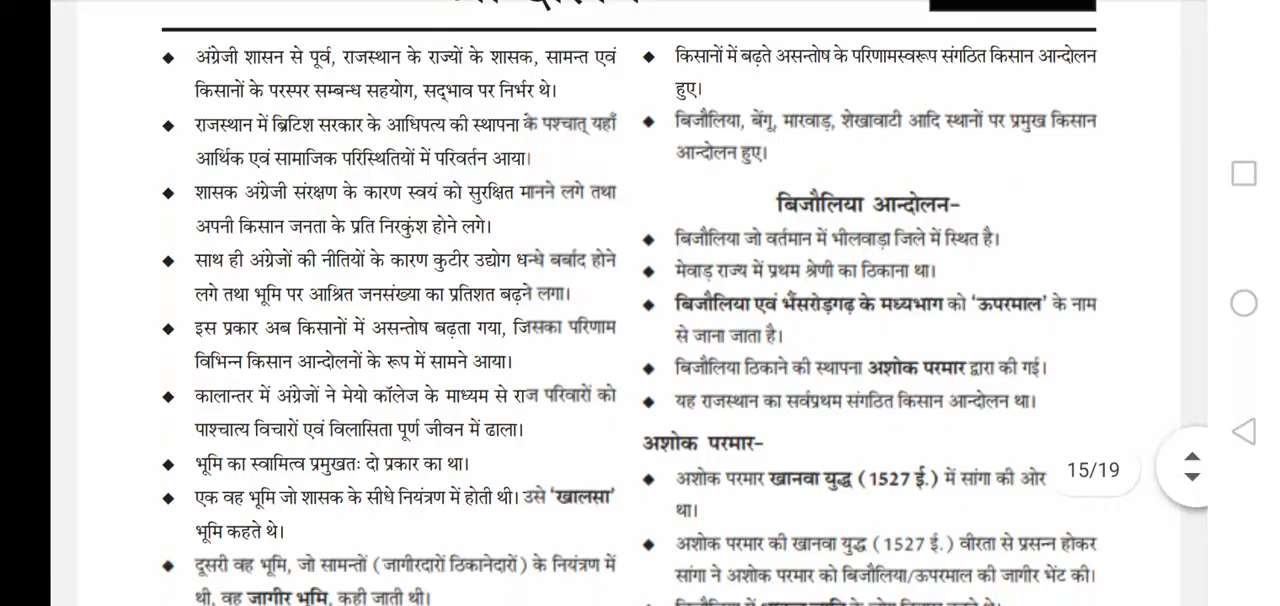 अंग्रेजी शासन से पूर्व, राजस्थान के राज्यों के शासक, सामन्त एवं
किसानों के परस्पर सम्बन्ध सहयोग, सद्‌भाव पर निर्भर थे।
राजस्थान में ब्रिटिश सरकार के आधिपत्य की स्थापना के पश्चात् यहाँ
आर्थिक एवं सामाजिक परिस्थितियों में परिवर्तन आया।
शासक अंग्रेजी संरक्षण के कारण स्वयं को सुरक्षित मानने लगे तथा
अपनी किसान जनता के प्रति निरकुंश होने लगे।
साथ ही अंग्रेजों की नीतियों के कारण कुटीर उद्योग धन्धे बर्बाद होने
लगे तथा भूमि पर आश्रित जनसंख्या का प्रतिशत बढ़ने लगा।
इस प्रकार अब किसानों में असन्तोष बढ़ता गया, जिसका परिणाम
विभिन्न किसान आन्दोलनों के रूप में सामने आया।
कालान्तर में अंग्रेजों ने मेयो कॉलेज के माध्यम से राज परिवारों को
पाश्चात्य विचारों एवं विलासिता पूर्ण जीवन में ढाला।
भूमि का स्वामित्व प्रमुखतः दो प्रकार का था।
एक वह भूमि जो शासक के सीधे नियंत्रण में होती थी। उसे 'खालसा'
भूमि कहते थे।
दूसरी वह भूमि, जो सामन्तों (जागीरदारों ठिकानेदारों) के नियंत्रण में
थी, वह जागीर भूमि, कही जाती थी।
किसानों में बढ़ते असन्तोष के परिणामस्वरूप संगठित किसान आन्दोलन
हुए।
बिजौलिया, बेंगू, मारवाड़, शेखावाटी आदि स्थानों पर प्रमुख किसान
आन्दोलन हुए।
बिजौलिया आन्दोलन-
बिजौलिया जो वर्तमान में भीलवाड़ा जिले में स्थित है।
मेवाड़ राज्य में प्रथम श्रेणी का ठिकाना था।
बिजौलिया एवं भैंसरोड़गढ़ के मध्यभाग को 'ऊपरमाल' के नाम
से जाना जाता है।
बिजौलिया ठिकाने की स्थापना अशोक परमार द्वारा की गई।
यह राजस्थान का सर्वप्रथम संगठित किसान आन्दोलन था।
अशोक परमार-
अशोक परमार खानवा युद्ध (1527 ई.) में सांगा की ओर
था।
अशोक परमार की खानवा युद्ध (1527 ई.) वीरता से प्रसन्न होकर
सांगा ने अशोक परमार को बिजौलिया/ऊपरमाल की जागीर भेंट की।
15/19